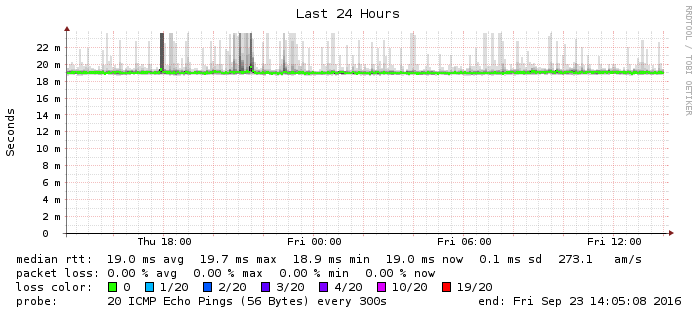 Last 24 Hours
RRDTOOL / TOBI OETIKER
Seconds
22 m
20 m
18 m
16 m
14 m
12 m
10 m
8 m
6 m
4 m
2 m
0
Thu 18:00 Fri 00:00 Fri 06:00 Fri 12:00
median rtt: 19.0 ms avg 19.7 ms max 18.9 ms min 19.0 ms now 0.1 ms sd 273.1 am/s
packet loss: 0.00 % avg 0.00 % max 0.00 % min 0.00 % now
loss color: 0 1/20 2/20 3/20 4/20 10/20 19/20
probe: 20 ICMP Echo Pings (56 Bytes) every 300s end: Fri Sep 23 14:05:08 2016